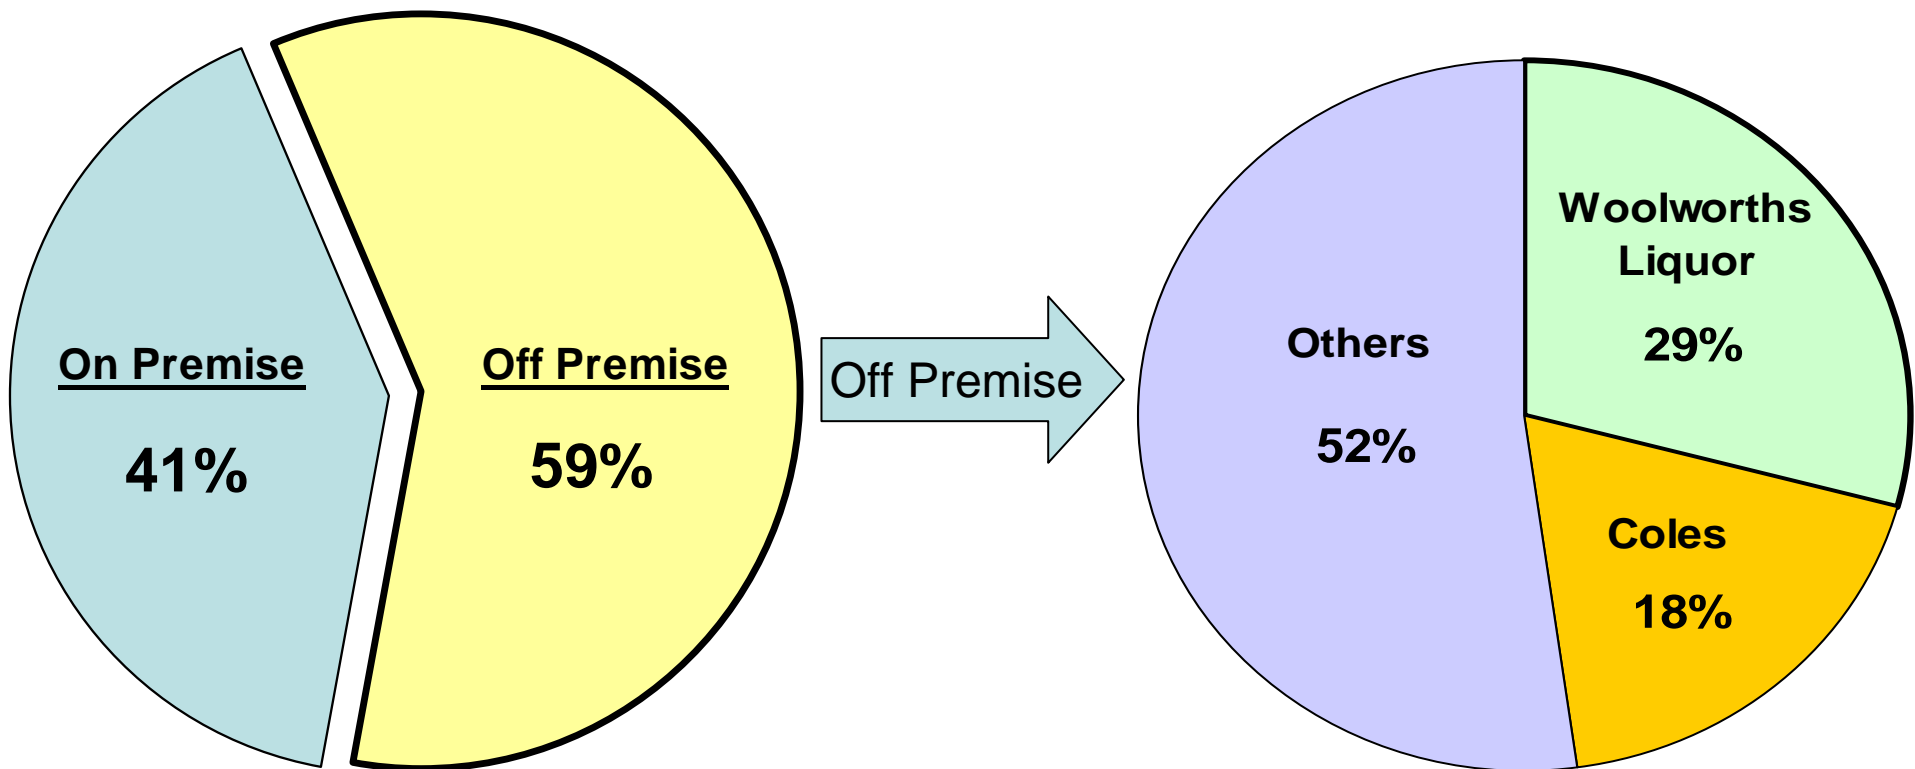 On Premise
41%
Off Premise
59%
Off Premise
Others
52%
Woolworths
Liquor
29%
Coles
18%